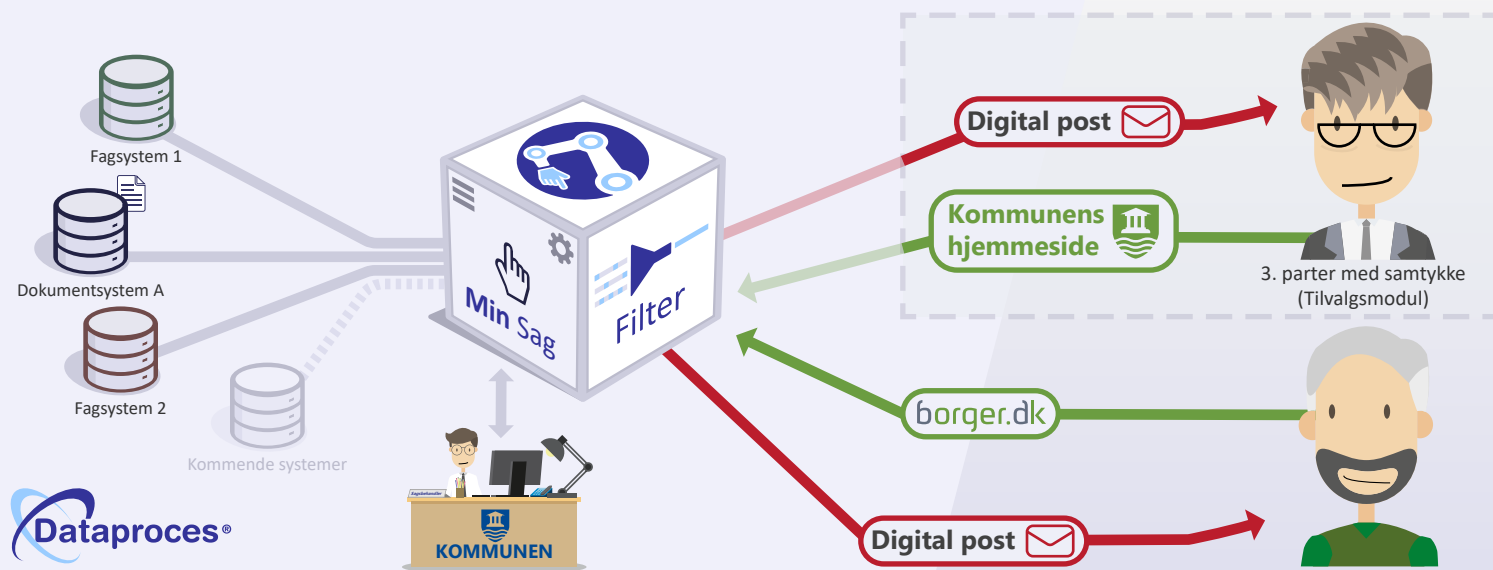 Fagsystem 1
Dokumentsystem A
Fagsystem 2
Kommende systemer
Dataproces®
Min Sag
Filter
Sagsbehandler
KOMMUNEN
Digital post
Kommunens
hjemmeside
3. parter med samtykke
(Tilvalgsmodul)
borger.dk
Digital post